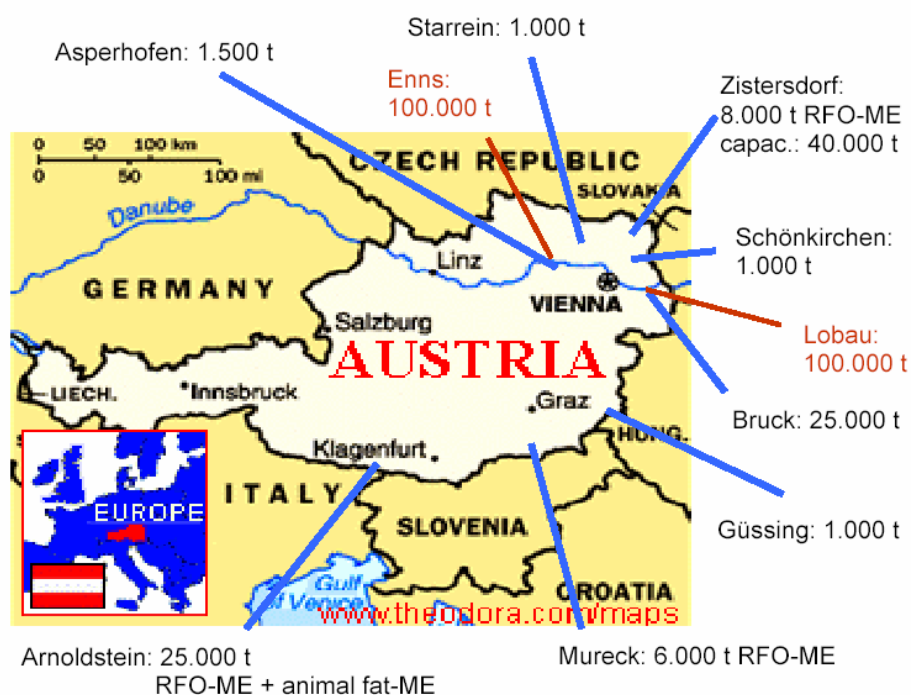 Starrein: 1.000 t
Asperhofen: 1.500 t
Enns:
100.000 t
Zistersdorf:
8.000 t RFO-ME
capac.: 40.000 t
0 50 100 km
0 50 100 mi
CZECH REPUBLIC
SLOVAKIA
Danube
Linz
Schönkirchen:
1.000 t
GERMANY
VIENNA
Salzburg
Lobau:
100.000 t
AUSTRIA
LIECH.
Innsbruck
Graz
Bruck: 25.000 t
HUNG.
Klagenfurt
ITALY
EUROPE
SLOVENIA
Güssing: 1.000 t
CROATIA
Gulf
of Venice
www.theodora.com/maps
Arnoldstein: 25.000 t
RFO-ME + animal fat-ME
Mureck: 6.000 t RFO-ME